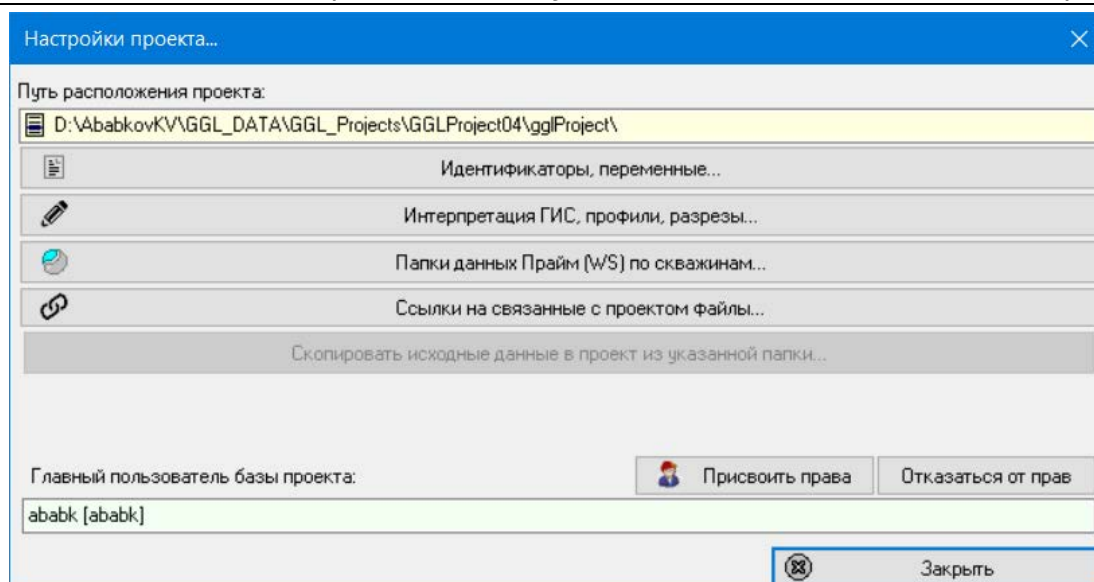 Настройки проекта...
Путь расположения проекта:
D:\AbabkovKV\GGL_DATA\GGL_Projects\GGLProject04\gglProject\
Идентификаторы, переменные...
Интерпретация ГИС, профили, разрезы...
Папки данных Прайм (WS) по скважинам...
Ссылки на связанные с проектом файлы...
Скопировать исходные данные в проект из указанной папки...
Главный пользователь базы проекта:
Присвоить права
Отказаться от прав
ababk [ababk]
Закрыть